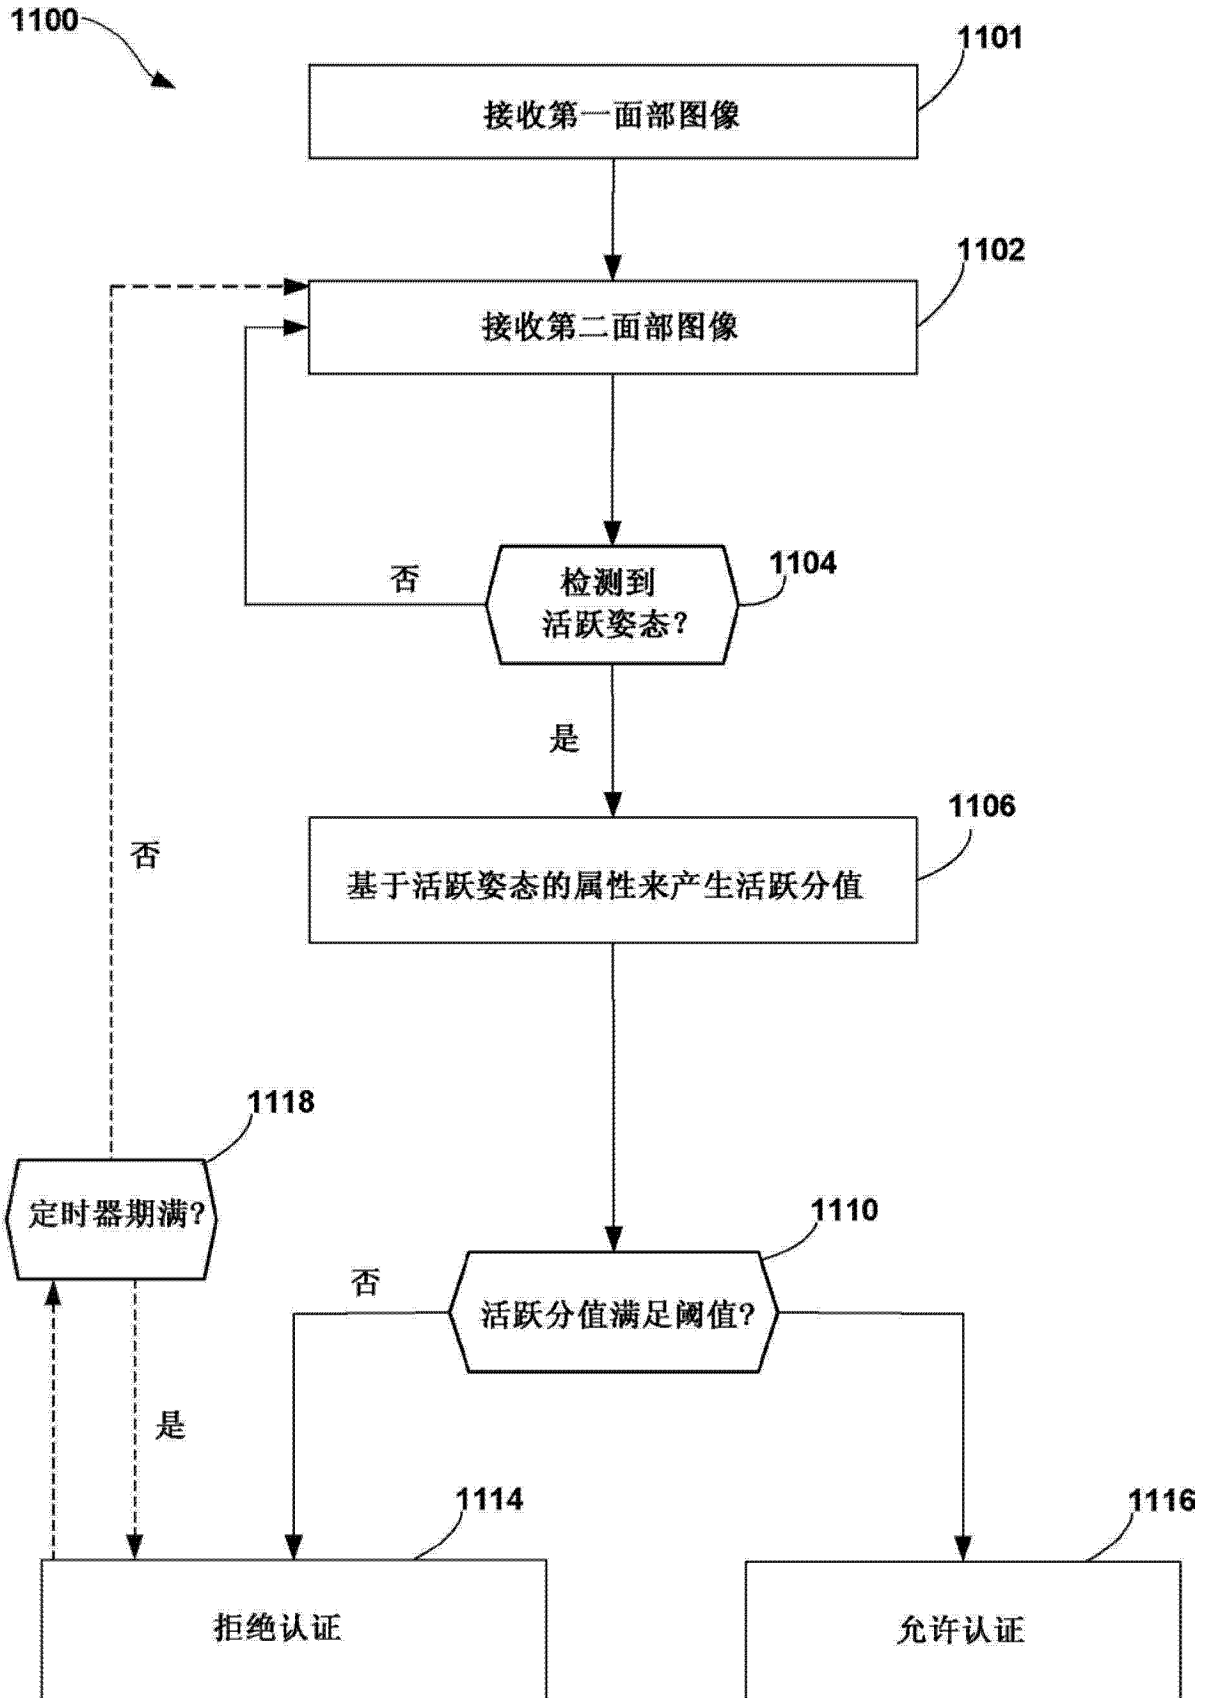 1100
1101
接收第一面部图像
1102
接收第二面部图像
1104
否
检测到
活跃姿态?
是
1106
基于活跃姿态的属性来产生活跃分值
否
1118
定时器期满?
1110
否
活跃分值满足阈值?
是
1114
拒绝认证
1116
允许认证